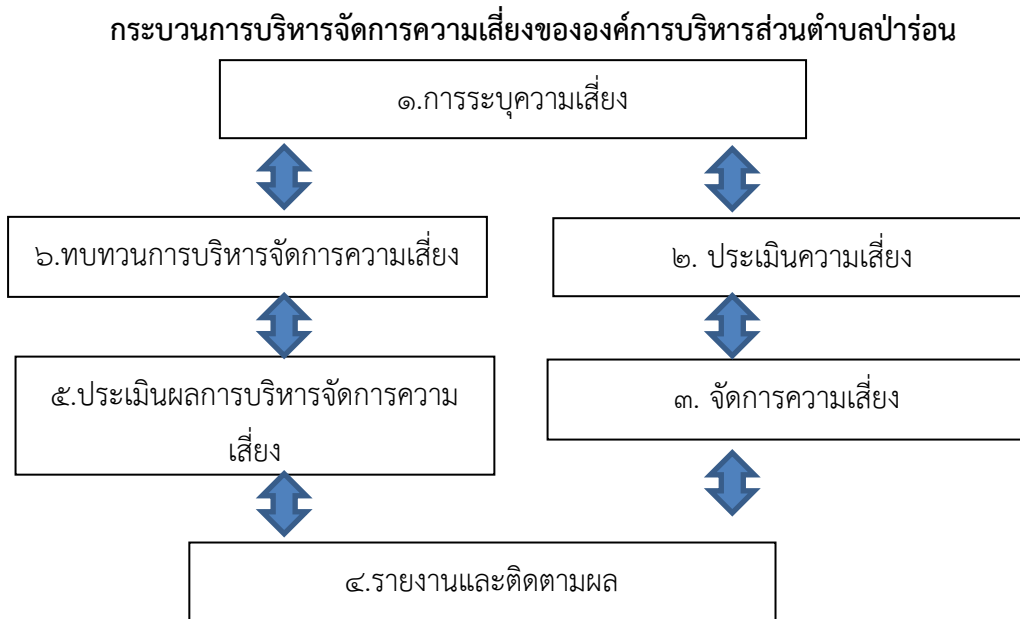 กระบวนการบริหารจัดการความเสี่ยงขององค์การบริหารส่วนตำบลป่าร่อน
๑.การระบุความเสี่ยง
๖.ทบทวนการบริหารจัดการความเสี่ยง
๒. ประเมินความเสี่ยง
๕.ประเมินผลการบริหารจัดการความ
เสี่ยง
๓. จัดการความเสี่ยง
๔.รายงานและติดตามผล